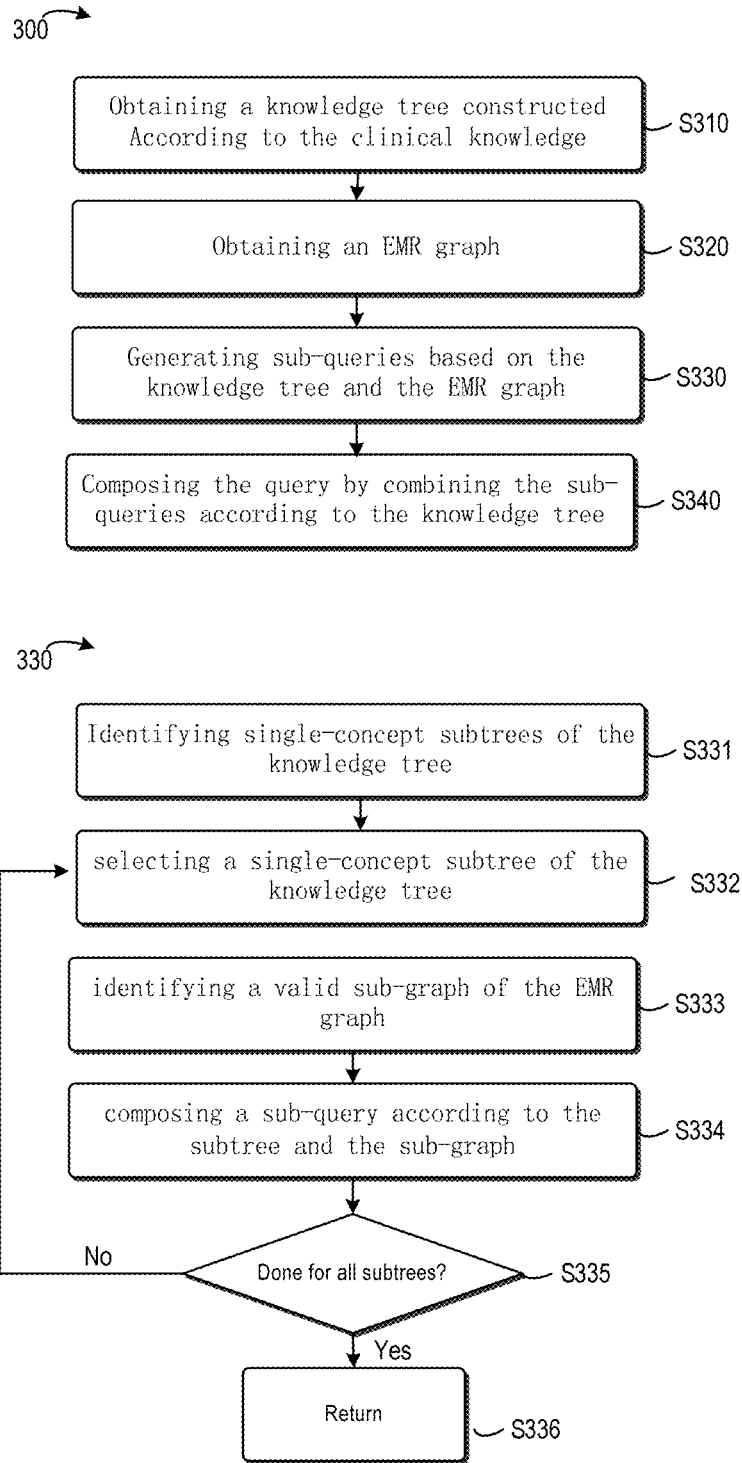 300
Obtaining a knowledge tree constructed
According to the clinical knowledge
S310
Obtaining an EMR graph
S320
Generating sub-queries based on the
knowledge tree and the EMR graph
S330
Composing the query by combining the sub-
queries according to the knowledge tree
S340
330
Identifying single-concept subtrees of the
knowledge tree
S331
selecting a single-concept subtree of the
knowledge tree
S332
identifying a valid sub-graph of the EMR
graph
S333
composing a sub-query according to the
subtree and the sub-graph
S334
No
Done for all subtrees?
S335
Yes
Return
S336